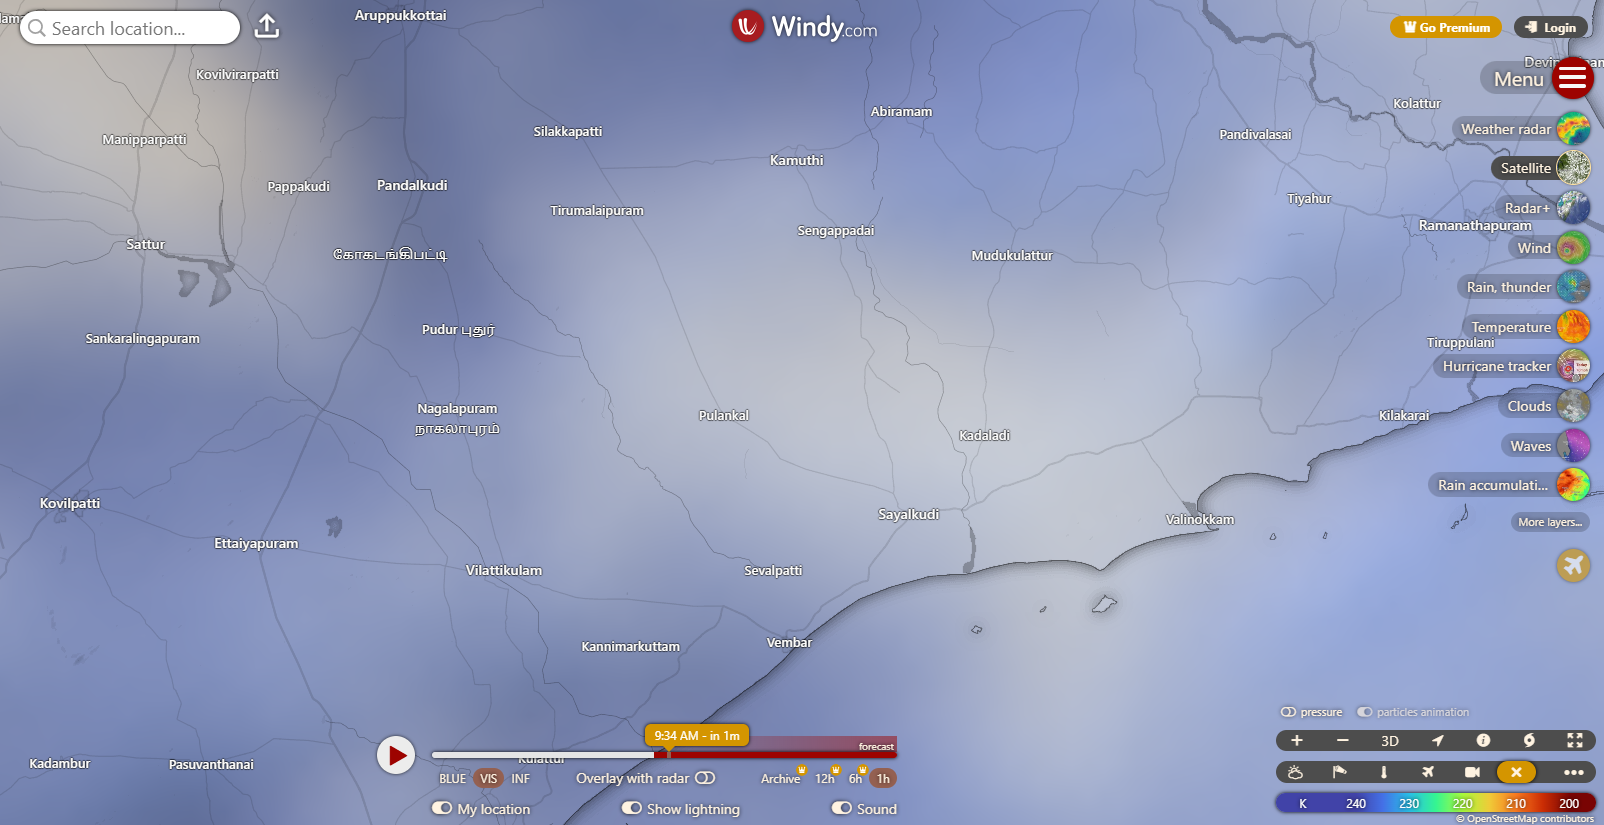 Search location...
Windy.com
Go Premium
Login
Menu
Weather radar
Satellite
Radar+
Wind
Rain, thunder
Temperature
Hurricane tracker
Clouds
Waves
Rain accumulati...
More layers...
Aruppukkottai
Kovilvirarpatti
Manipparpatti
Silakkapatti
Abiramam
Kolattur
Pandivalasai
Kamuthi
Pappakudi
Pandalkudi
Tirumalaipuram
Tiyahur
Ramanathapuram
Sengappadai
Sattur
கோகடங்கிபட்டி
Mudukulattur
Pudur புதூர்
Sankaralingapuram
Tiruppulani
Nagalapuram
நாகலாபுரம்
Pulankal
Kilakarai
Kadaladi
Kovilpatti
Sayalkudi
Valinokkam
Ettaiyapuram
Vilattikulam
Sevalpatti
Kannimarkuttam
Vembar
Kadambur
Pasuvanthanai
Kulattur
9:34 AM - in 1m
forecast
BLUE VIS INF
Overlay with radar
Archive 12h 6h 1h
My location
Show lightning
Sound
pressure particles animation
+ − 3D
K 240 230 220 210 200
© OpenStreetMap contributors